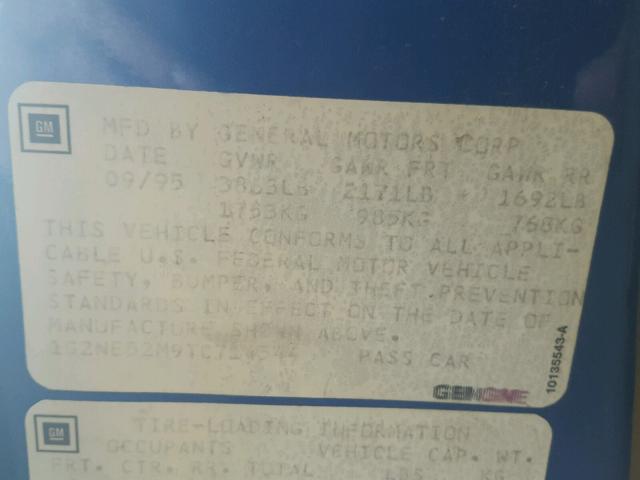 GM
MFD BY GENERAL MOTORS CORP
DATE GVWR GAWR FRT GAWR RR
09/95 2171LB 1692LB
1753KG 985KG 768KG
THIS VEHICLE CONFORMS TO ALL APPLI-
CABLE U.S. FEDERAL MOTOR VEHICLE
SAFETY, BUMPER, AND THEFT PREVENTION
STANDARDS IN EFFECT ON THE DATE OF
MANUFACTURE SHOWN ABOVE.
PASS CAR
10135543-A
GM
TIRE-LOADING INFORMATION
OCCUPANTS VEHICLE CAP. WT.
FRT. CTR. RR. TOTAL LBS KG